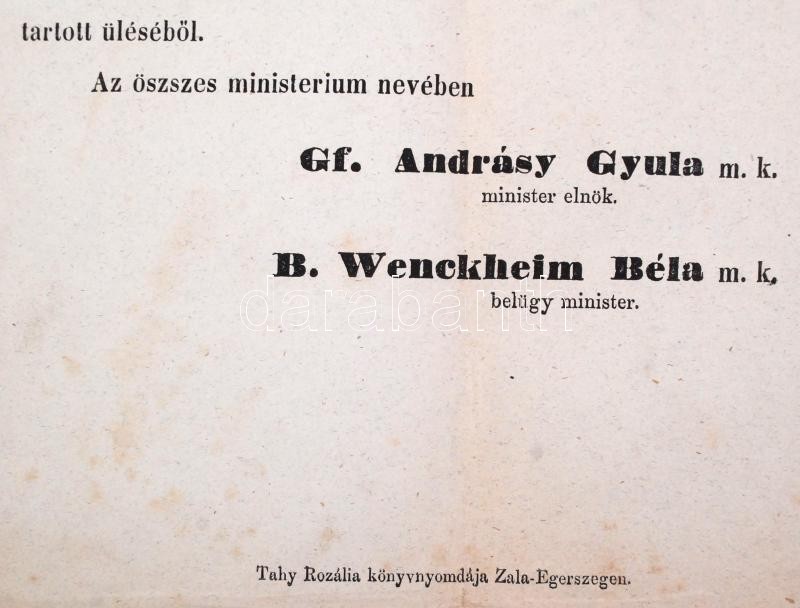 tartott üléséből.
Az öszszes ministerium nevében
Gf. Andrásy Gyula m. k.
minister elnök.
B. Wenckheim Béla m. k.
belügy minister.
darabanth
Tahy Rozália könyvnyomdája Zala-Egerszegen.